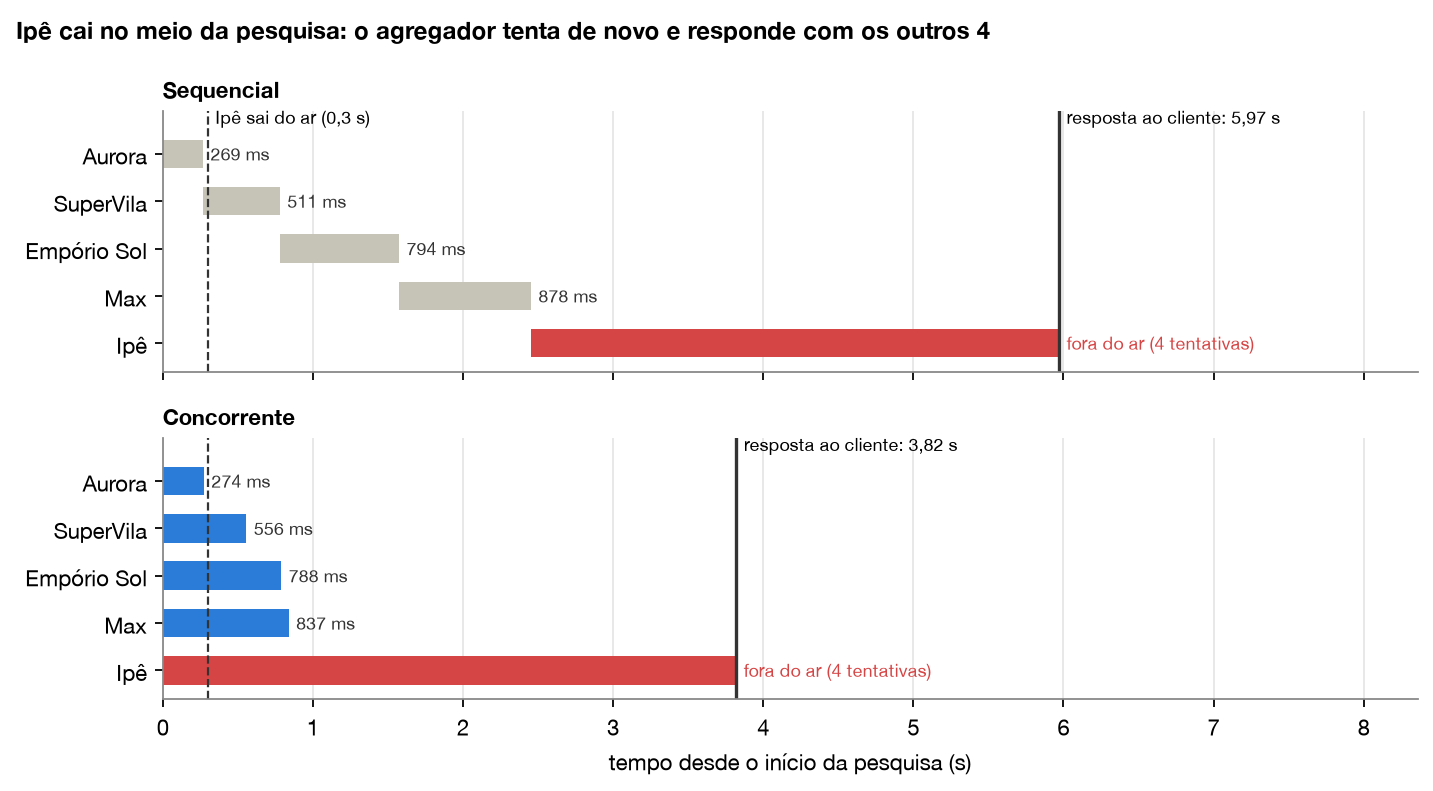 Ipê cai no meio da pesquisa: o agregador tenta de novo e responde com os outros 4
Sequencial
Ipê sai do ar (0,3 s)
resposta ao cliente: 5,97 s
Aurora
269 ms
SuperVila
511 ms
Empório Sol
794 ms
Max
878 ms
Ipê
fora do ar (4 tentativas)
Concorrente
resposta ao cliente: 3,82 s
Aurora
274 ms
SuperVila
556 ms
Empório Sol
788 ms
Max
837 ms
Ipê
fora do ar (4 tentativas)
0 1 2 3 4 5 6 7 8
tempo desde o início da pesquisa (s)